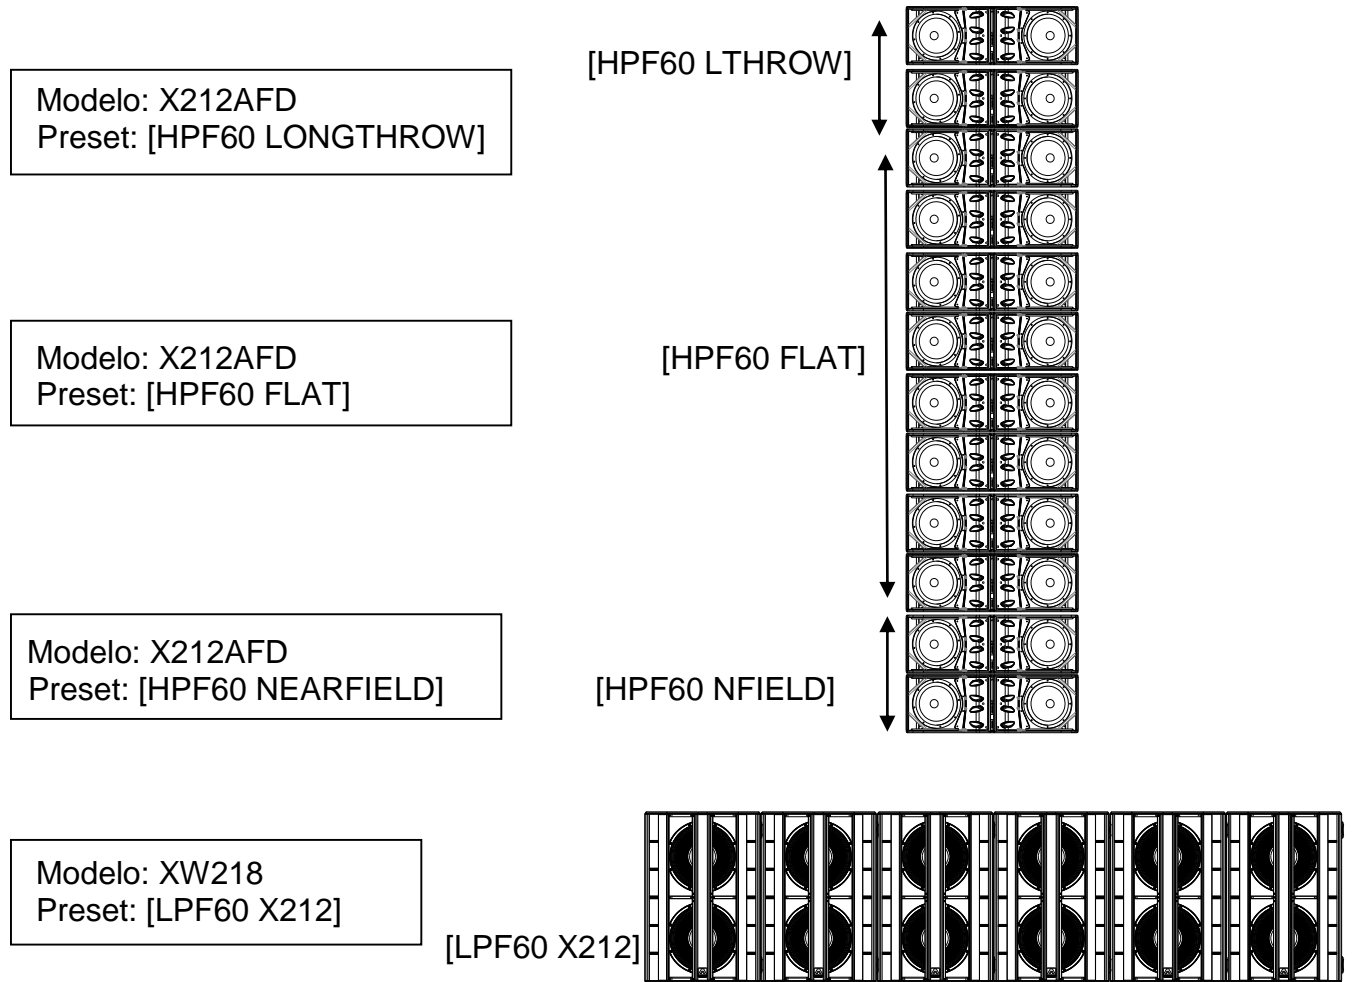 [HPF60 LTHROW]
Modelo: X212AFD
Preset: [HPF60 LONGTHROW]
Modelo: X212AFD
Preset: [HPF60 FLAT]
[HPF60 FLAT]
Modelo: X212AFD
Preset: [HPF60 NEARFIELD]
[HPF60 NFIELD]
Modelo: XW218
Preset: [LPF60 X212]
[LPF60 X212]